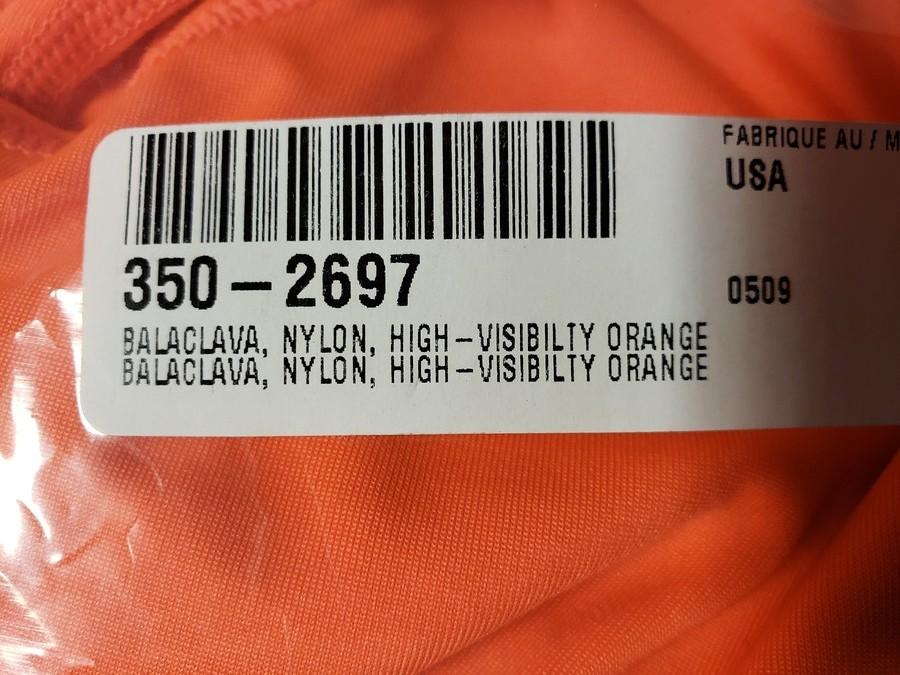 FABRIQUE AU / M
USA
350-2697
0509
BALACLAVA, NYLON, HIGH-VISIBILTY ORANGE
BALACLAVA, NYLON, HIGH-VISIBILTY ORANGE